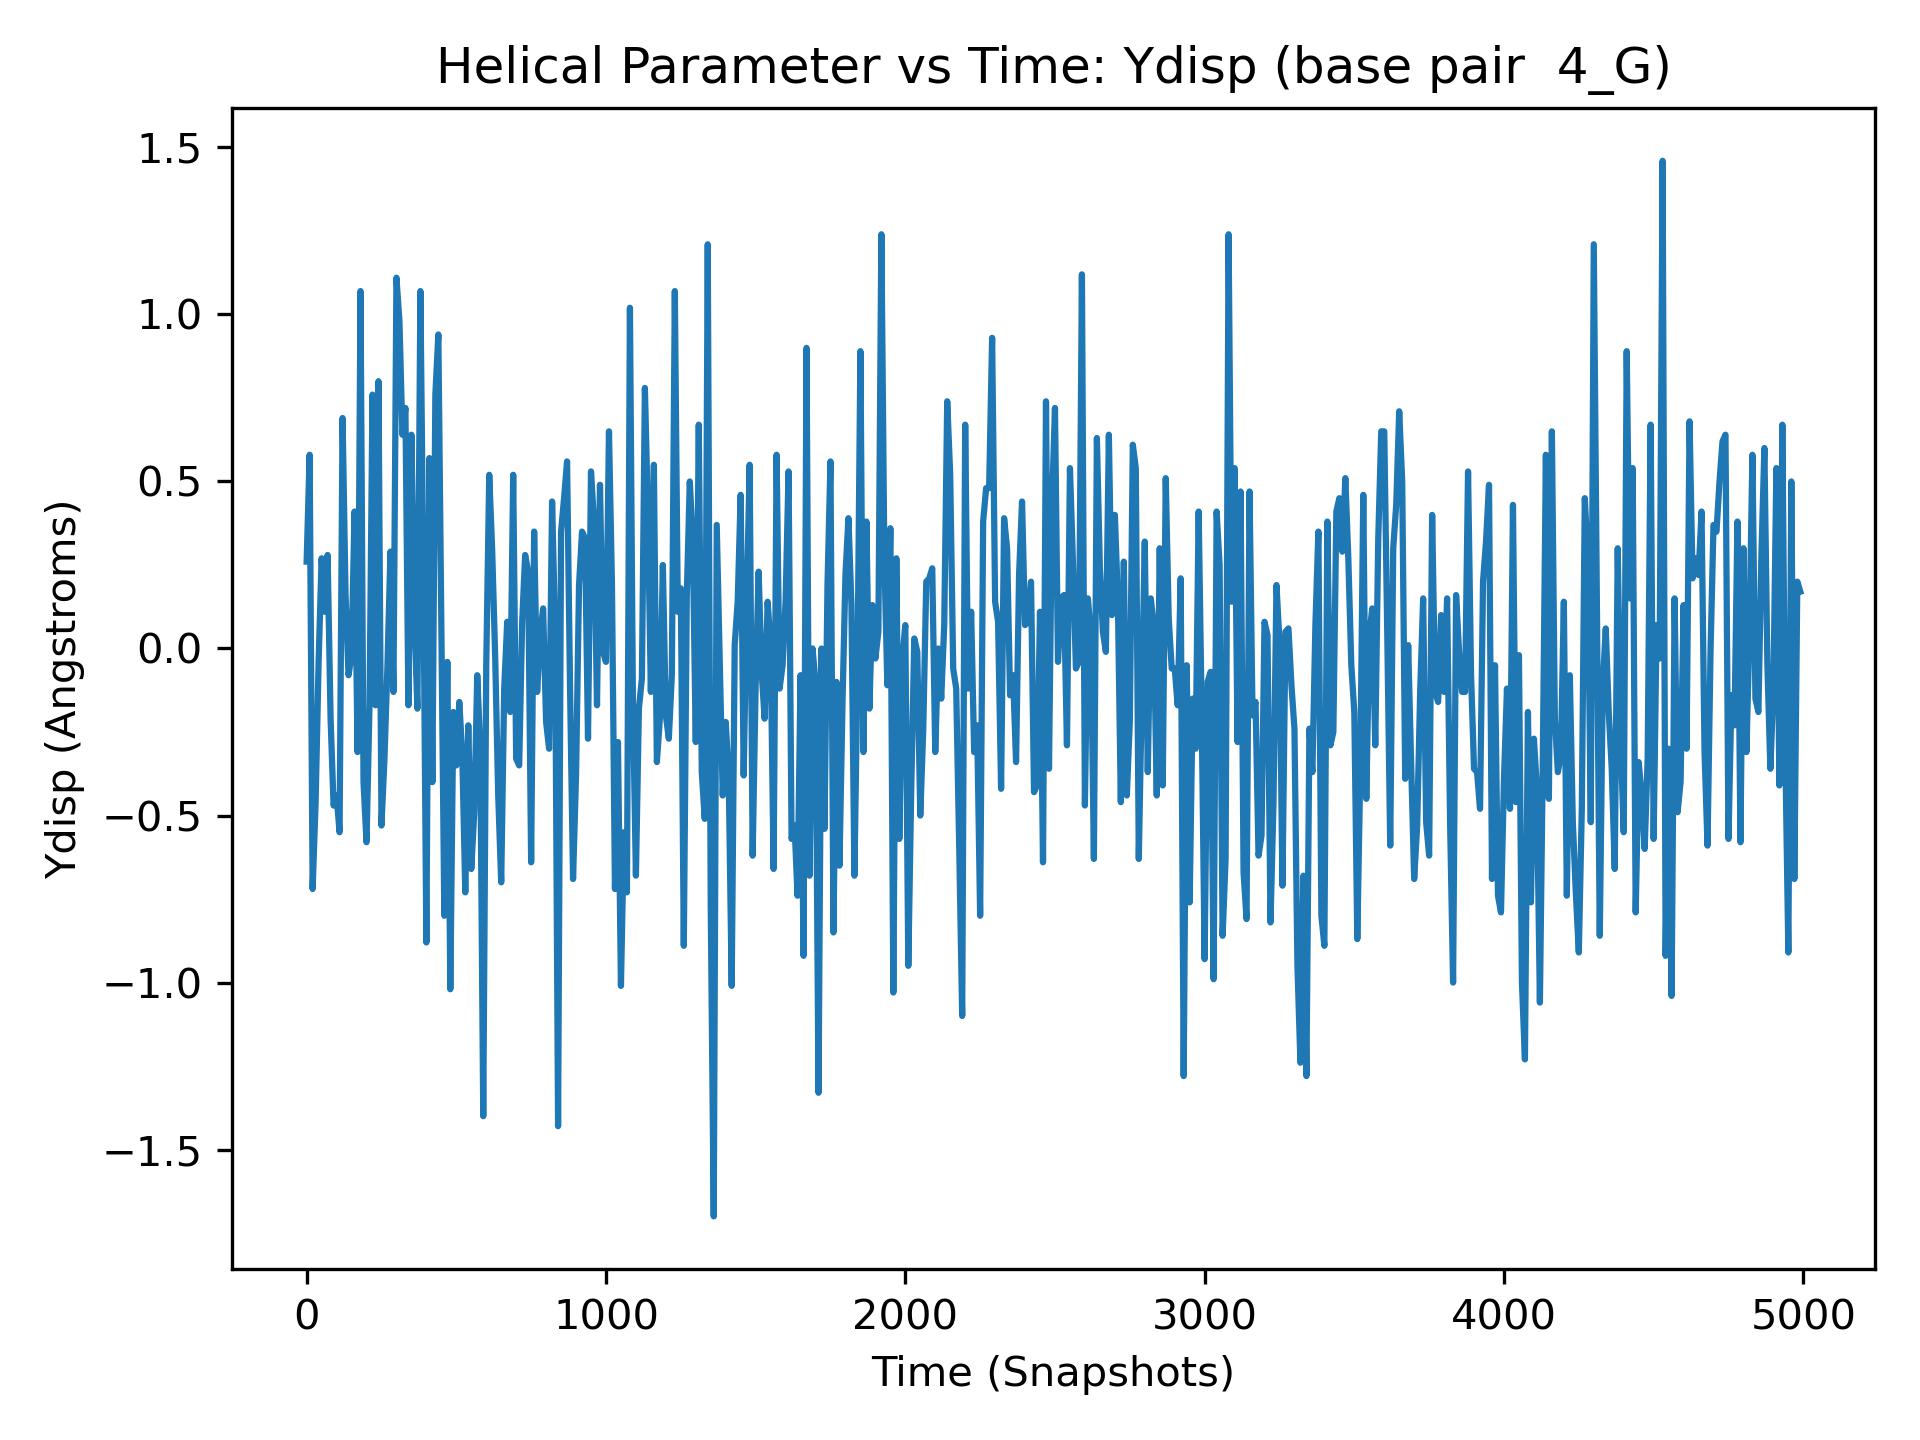 Helical Parameter vs Time: Ydisp (base pair  4_G)
1.5
1.0
0.5
0.0
−0.5
−1.0
−1.5
Ydisp (Angstroms)
0 1000 2000 3000 4000 5000
Time (Snapshots)